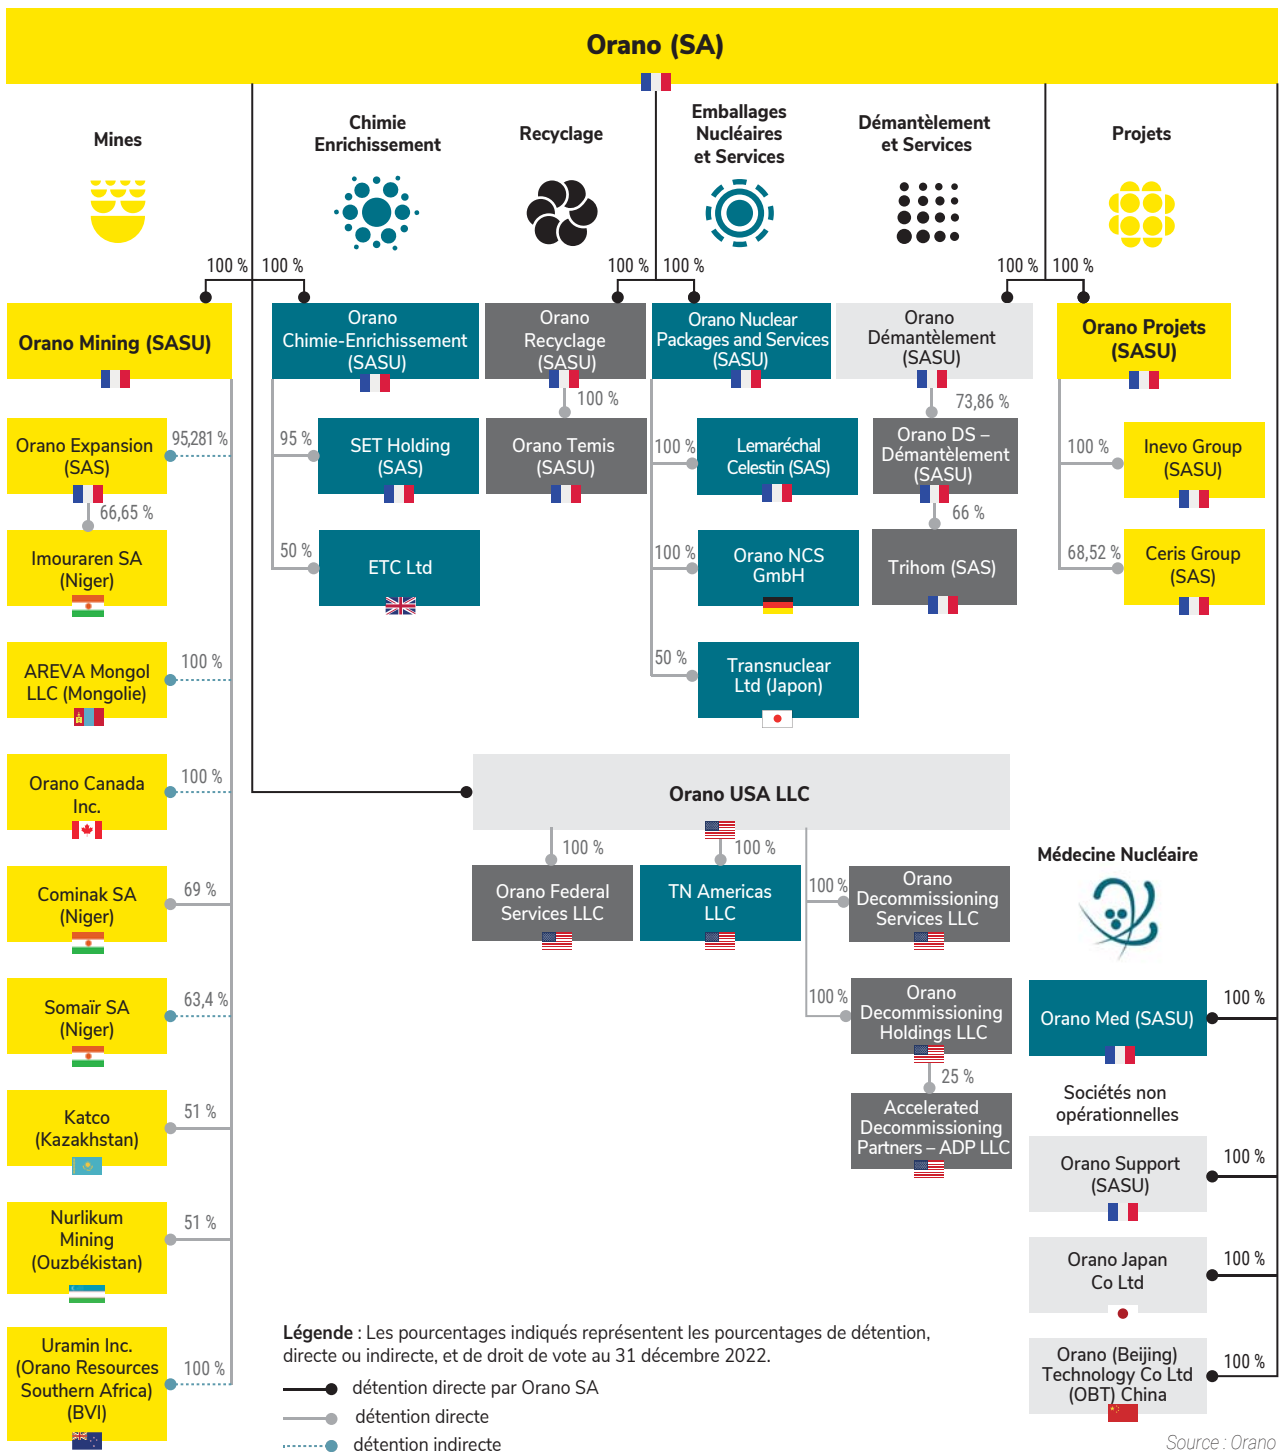 Orano (SA)
Mines
Chimie
Enrichissement
Recyclage
Emballages
Nucléaires
et Services
Démantèlement
et Services
Projets
100 %
100 %
100 %
100 %
100 %
100 %
Orano Mining (SASU)
Orano
Chimie-Enrichissement
(SASU)
Orano
Recyclage
(SASU)
Orano Nuclear
Packages and Services
(SASU)
Orano
Démantèlement
(SASU)
Orano Projets
(SASU)
Orano Expansion
(SAS)
95,281 %
66,65 %
Imouraren SA
(Niger)
AREVA Mongol
LLC (Mongolie)
100 %
Orano Canada
Inc.
100 %
Cominak SA
(Niger)
69 %
Somaïr SA
(Niger)
63,4 %
Katco
(Kazakhstan)
51 %
Nurlikum
Mining
(Ouzbékistan)
51 %
Uramin Inc.
(Orano Resources
Southern Africa)
(BVI)
100 %
95 %
SET Holding
(SAS)
50 %
ETC Ltd
100 %
Orano Temis
(SASU)
100 %
Lemaréchal
Celestin (SAS)
100 %
Orano NCS
GmbH
50 %
Transnuclear
Ltd (Japon)
73,86 %
Orano DS –
Démantèlement
(SASU)
66 %
Trihom (SAS)
100 %
Inevo Group
(SASU)
68,52 %
Ceris Group
(SAS)
Orano USA LLC
100 %
Orano Federal
Services LLC
100 %
TN Americas
LLC
100 %
Orano
Decommissioning
Services LLC
100 %
Orano
Decommissioning
Holdings LLC
25 %
Accelerated
Decommissioning
Partners – ADP LLC
Médecine Nucléaire
Orano Med (SASU)
100 %
Sociétés non
opérationnelles
Orano Support
(SASU)
100 %
Orano Japan
Co Ltd
100 %
Orano (Beijing)
Technology Co Ltd
(OBT) China
100 %
Légende : Les pourcentages indiqués représentent les pourcentages de détention,
directe ou indirecte, et de droit de vote au 31 décembre 2022.
détention directe par Orano SA
détention directe
détention indirecte
Source : Orano